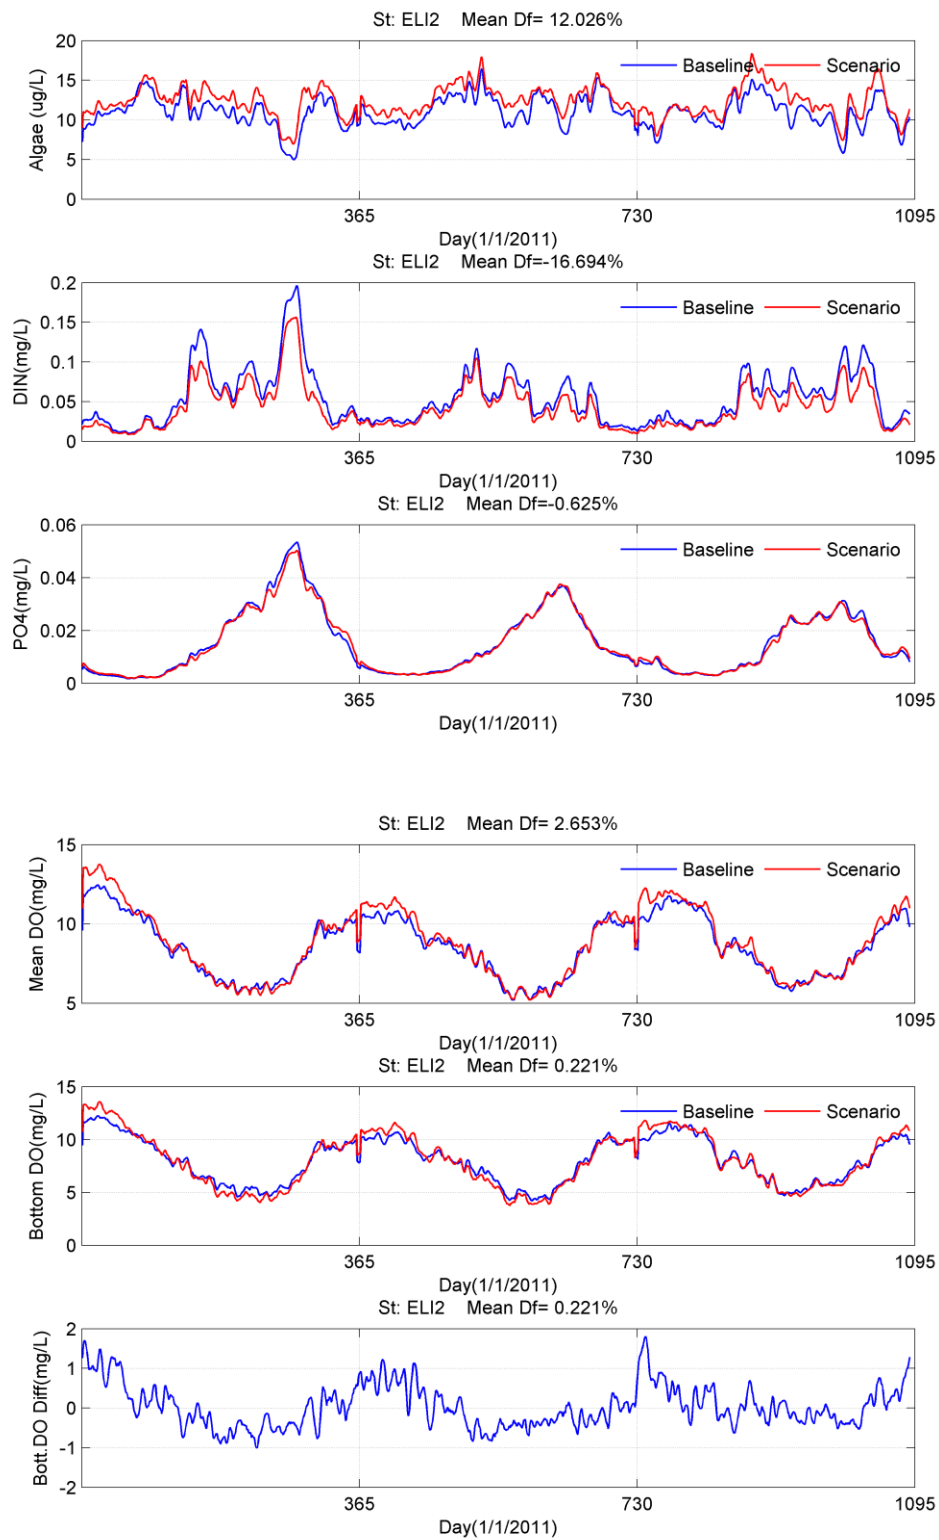 St: ELI2 Mean Df= 12.026%
20
15
10
5
0
Algae (ug/L)
Baseline Scenario
365 730 1095
Day(1/1/2011)
St: ELI2 Mean Df=-16.694%
0.2
0.15
0.1
0.05
0
DIN(mg/L)
Baseline Scenario
365 730 1095
Day(1/1/2011)
St: ELI2 Mean Df=-0.625%
0.06
0.04
0.02
0
PO4(mg/L)
Baseline Scenario
365 730 1095
Day(1/1/2011)
St: ELI2 Mean Df= 2.653%
15
10
5
Mean DO(mg/L)
Baseline Scenario
365 730 1095
Day(1/1/2011)
St: ELI2 Mean Df= 0.221%
15
10
5
0
Bottom DO(mg/L)
Baseline Scenario
365 730 1095
Day(1/1/2011)
St: ELI2 Mean Df= 0.221%
2
1
0
-1
-2
Bott.DO Diff(mg/L)
365 730 1095
Day(1/1/2011)